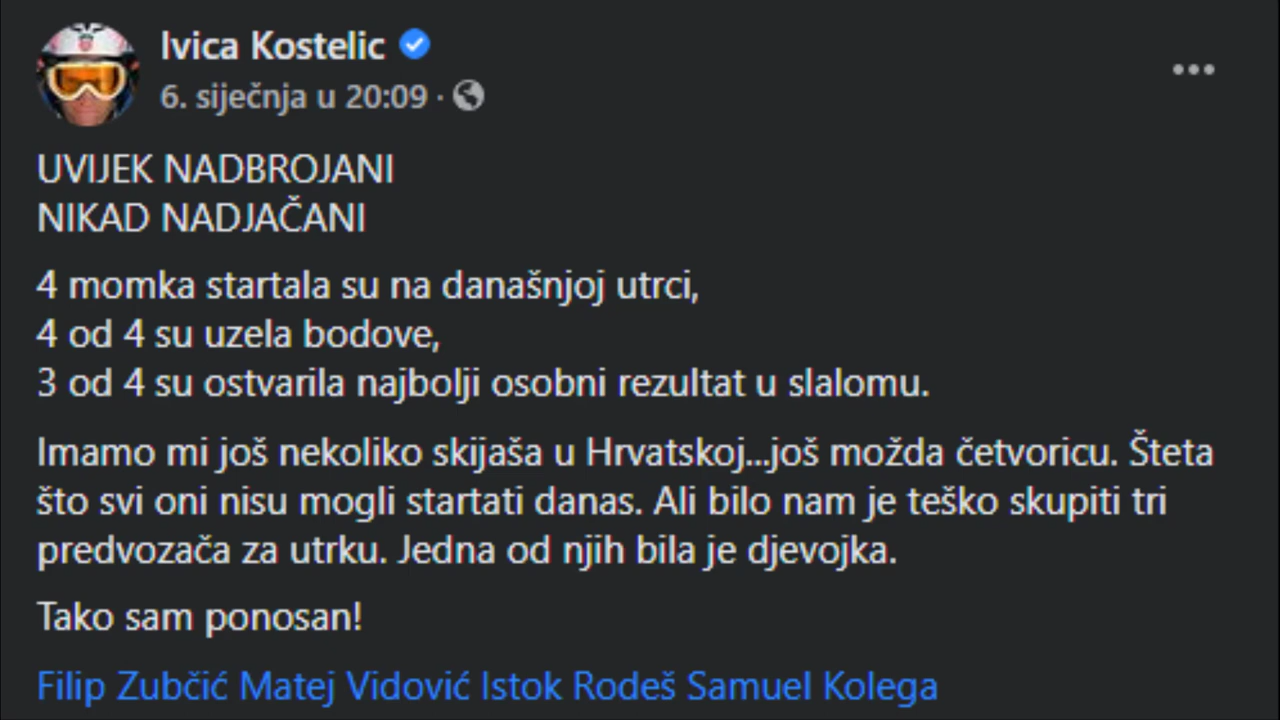 Ivica Kostelic
6. siječnja u 20:09 ·
UVIJEK NADBROJANI
NIKAD NADJAČANI
4 momka startala su na današnjoj utrci,
4 od 4 su uzela bodove,
3 od 4 su ostvarila najbolji osobni rezultat u slalomu.
Imamo mi još nekoliko skijaša u Hrvatskoj...još možda četvoricu. Šteta
što svi oni nisu mogli startati danas. Ali bilo nam je teško skupiti tri
predvozača za utrku. Jedna od njih bila je djevojka.
Tako sam ponosan!
Filip Zubčić Matej Vidović Istok Rodeš Samuel Kolega